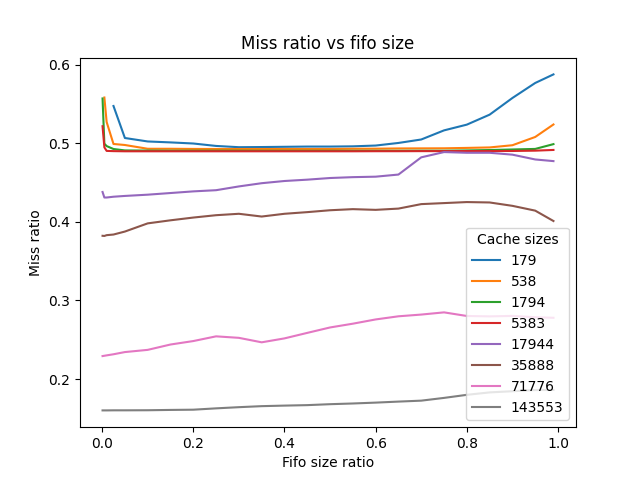 Miss ratio vs fifo size
0.6
0.5
0.4
0.3
0.2
Miss ratio
Cache sizes
179
538
1794
5383
17944
35888
71776
143553
0.0 0.2 0.4 0.6 0.8 1.0
Fifo size ratio